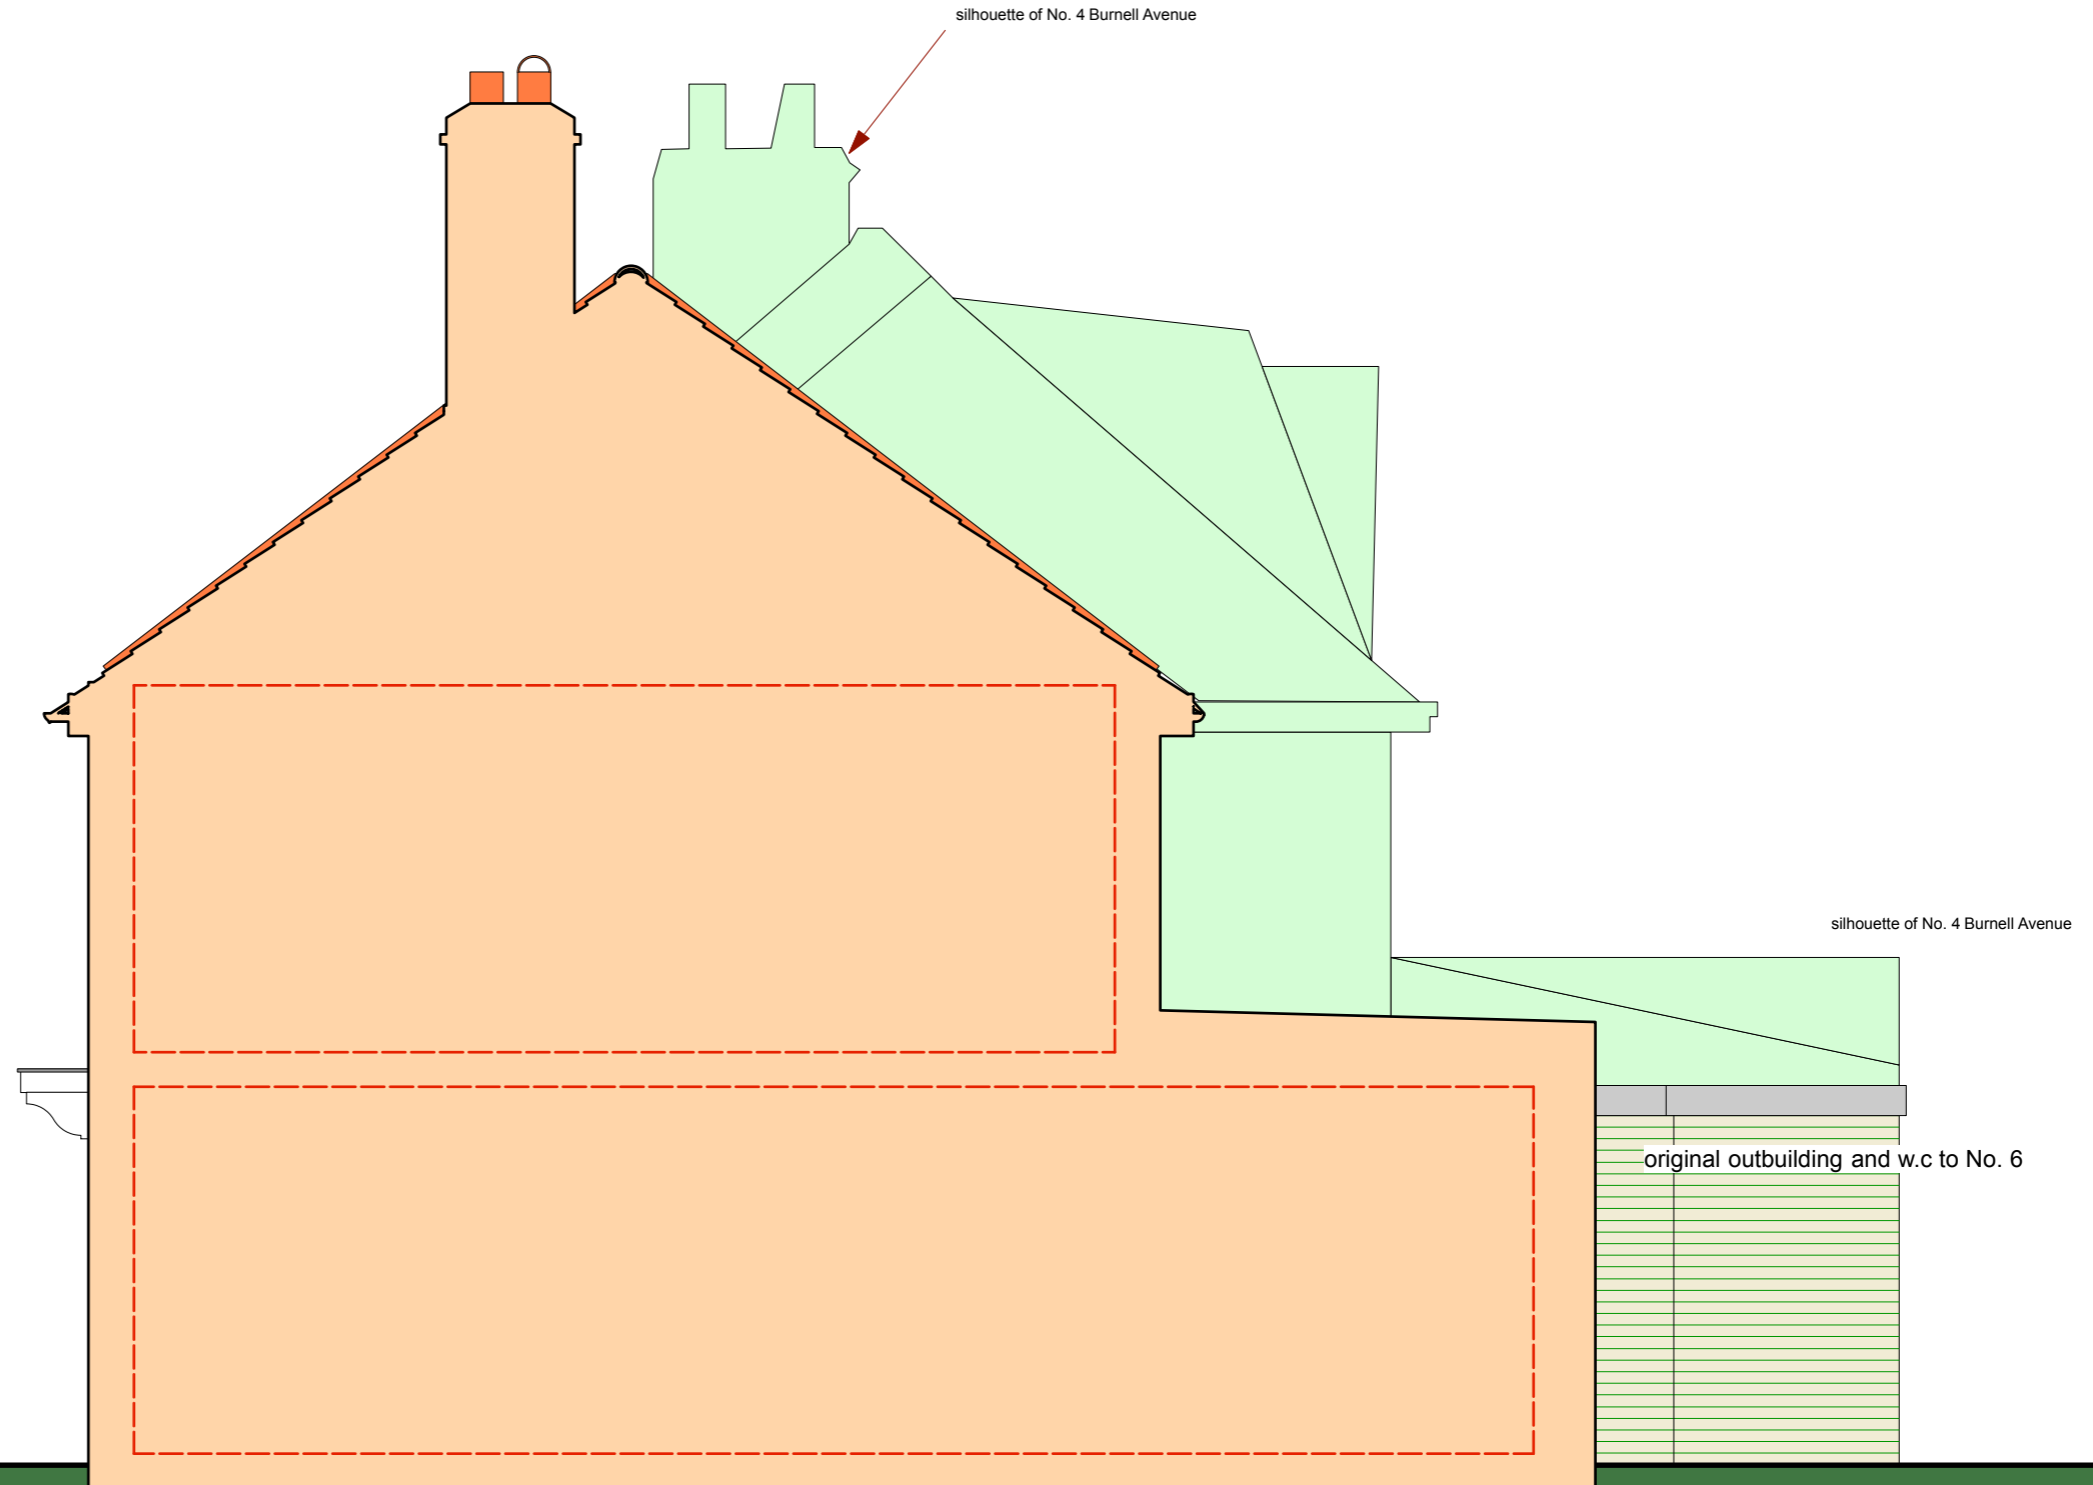 silhouette of No. 4 Burnell Avenue
silhouette of No. 4 Burnell Avenue
original outbuilding and w.c to No. 6